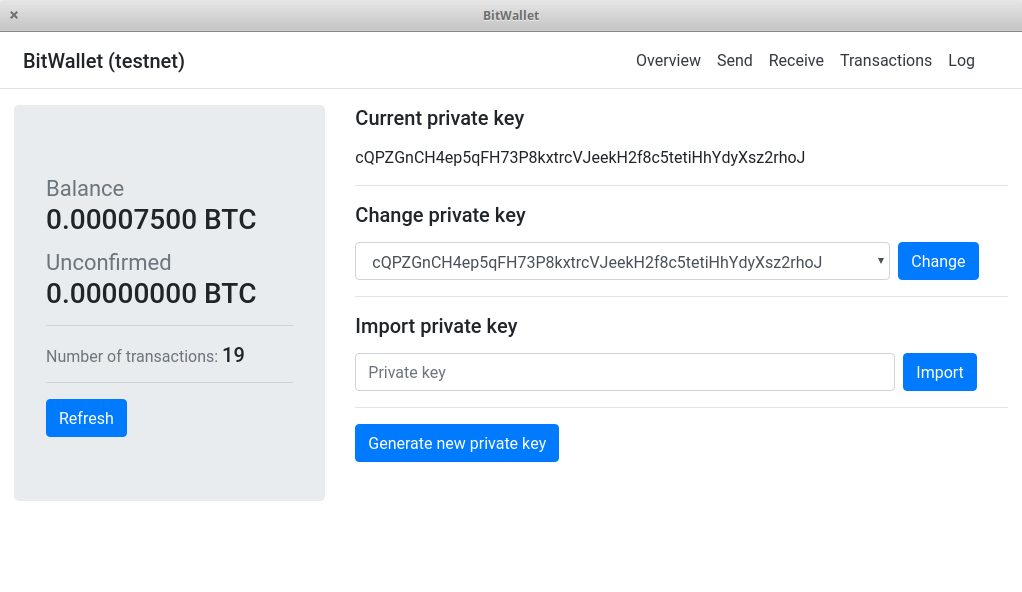 BitWallet
BitWallet (testnet)
Overview Send Receive Transactions Log
Balance
0.00007500 BTC
Unconfirmed
0.00000000 BTC
Number of transactions: 19
Refresh
Current private key
cQPZGnCH4ep5qFH73P8kxtrcVJeekH2f8c5tetiHhYdyXsz2rhoJ
Change private key
cQPZGnCH4ep5qFH73P8kxtrcVJeekH2f8c5tetiHhYdyXsz2rhoJ Change
Import private key
Private key Import
Generate new private key